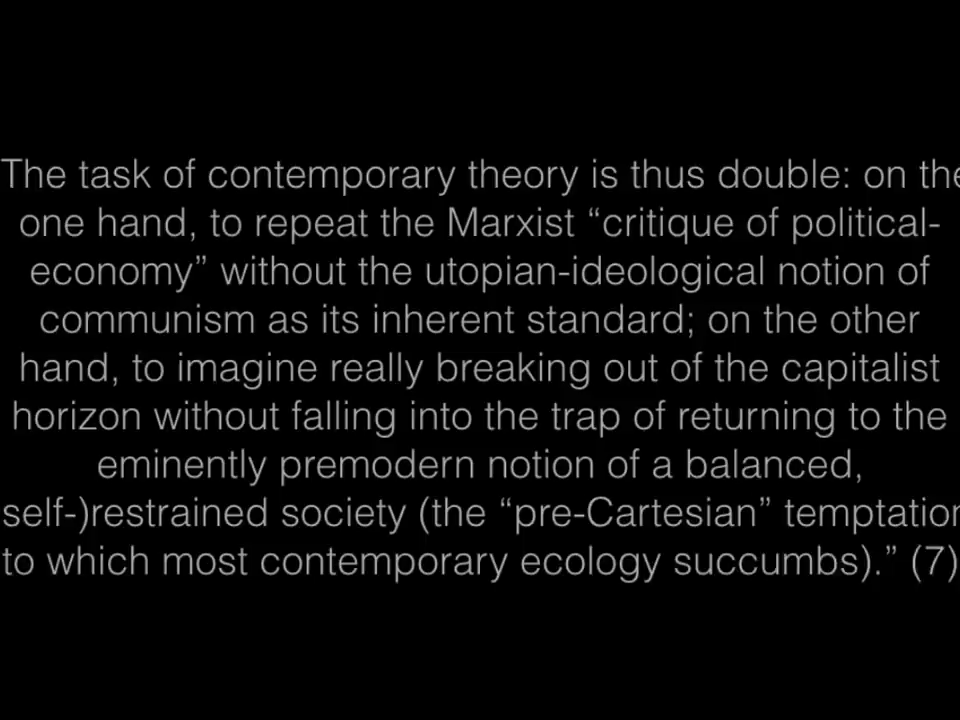 The task of contemporary theory is thus double: on the
one hand, to repeat the Marxist “critique of political-
economy” without the utopian-ideological notion of
communism as its inherent standard; on the other
hand, to imagine really breaking out of the capitalist
horizon without falling into the trap of returning to the
eminently premodern notion of a balanced,
self-)restrained society (the “pre-Cartesian” temptation
to which most contemporary ecology succumbs).” (7)